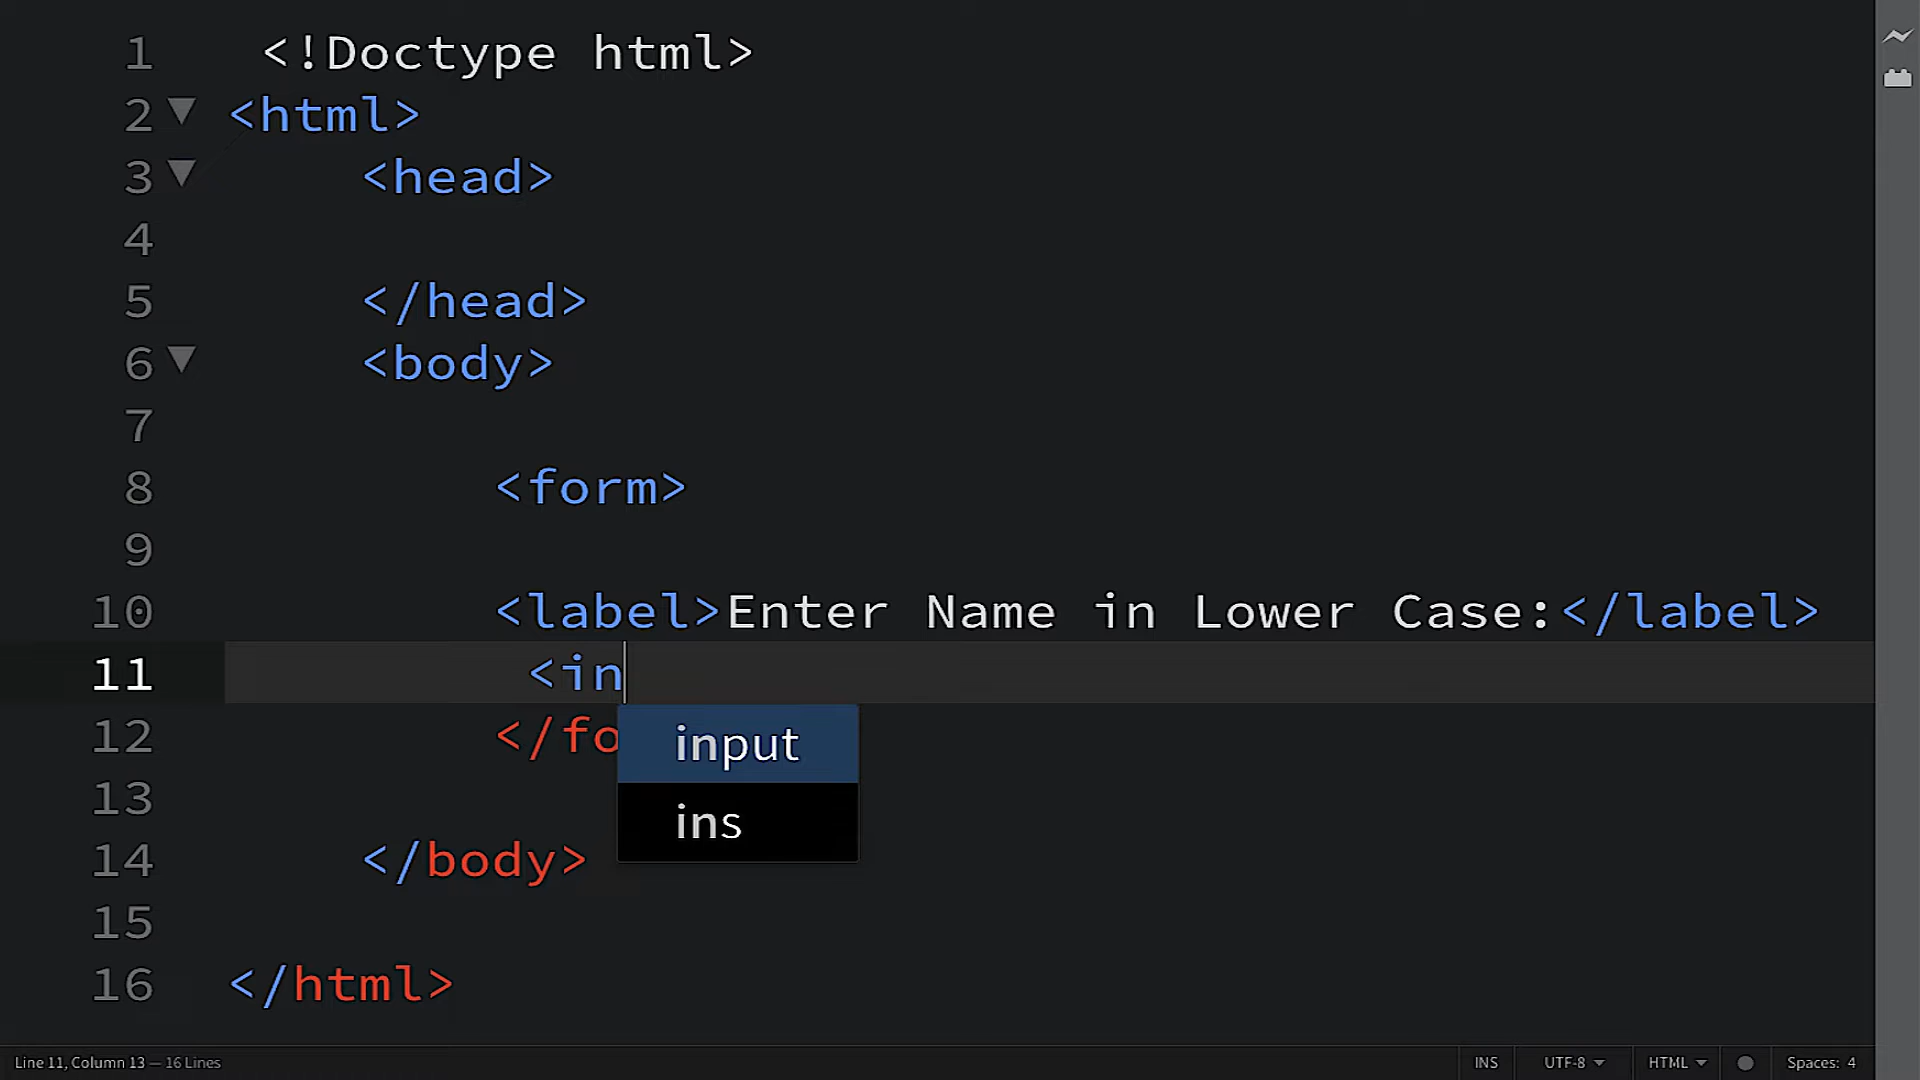 1 <!Doctype html>
2 <html>
3 <head>
4
5 </head>
6 <body>
7
8 <form>
9
10 <label>Enter Name in Lower Case:</label>
11 <in
12 </fo
input
13
ins
14 </body>
15
16 </html>
Line 11, Column 13 — 16 Lines INS UTF-8 HTML Spaces: 4